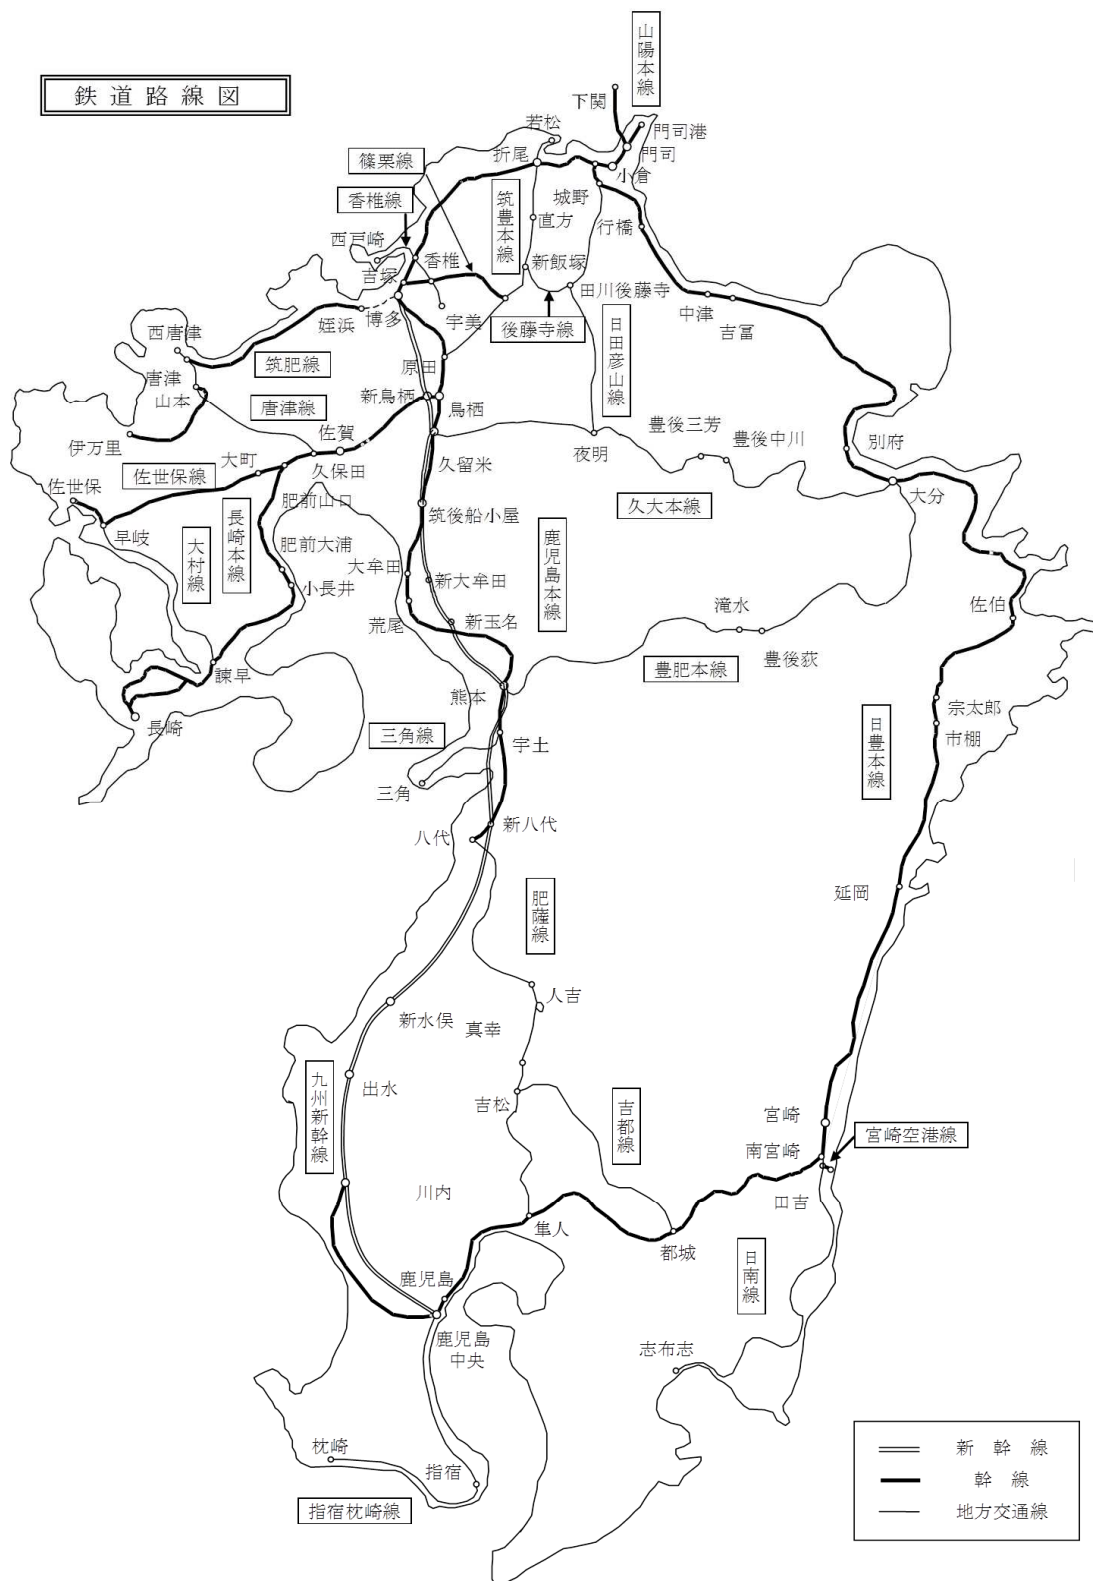 鉄道路線図
山陽本線
下関
門司港
若松
門司
篠栗線
折尾
小倉
香椎線
筑豊本線
城野
直方
行橋
西戸崎
香椎
新飯塚
吉塚
田川後藤寺
中津
姪浜
博多
宇美
吉富
西唐津
後藤寺線
日田彦山線
筑肥線
原田
唐津
山本
新鳥栖
鳥栖
唐津線
佐賀
豊後三芳
伊万里
夜明
豊後中川
別府
大町
久保田
久留米
佐世保線
佐世保
肥前山口
久大本線
大分
筑後船小屋
早岐
長崎本線
大村線
肥前大浦
鹿児島本線
大牟田
新大牟田
小長井
滝水
佐伯
荒尾
新玉名
豊後荻
諫早
豊肥本線
熊本
宗太郎
長崎
三角線
宇土
日豊本線
市棚
三角
八代
新八代
延岡
肥薩線
人吉
新水俣
真幸
九州新幹線
出水
吉松
吉都線
宮崎
宮崎空港線
南宮崎
川内
田吉
隼人
都城
日南線
鹿児島
鹿児島
中央
志布志
枕崎
指宿
指宿枕崎線
新幹線
幹線
地方交通線